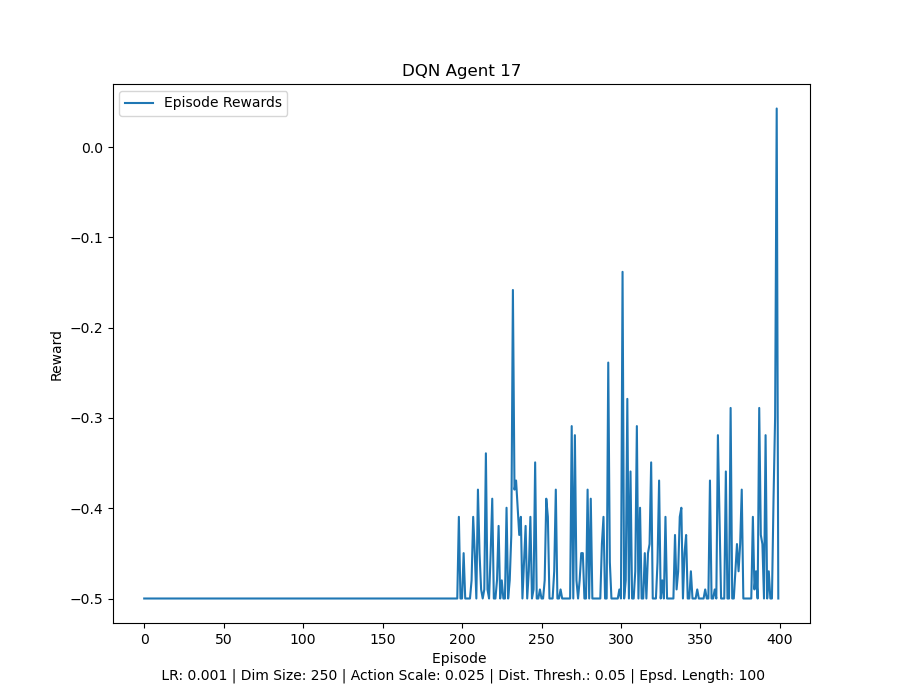 DQN Agent 17
Episode Rewards
0.0
−0.1
−0.2
−0.3
−0.4
−0.5
Reward
0 50 100 150 200 250 300 350 400
Episode
LR: 0.001 | Dim Size: 250 | Action Scale: 0.025 | Dist. Thresh.: 0.05 | Epsd. Length: 100